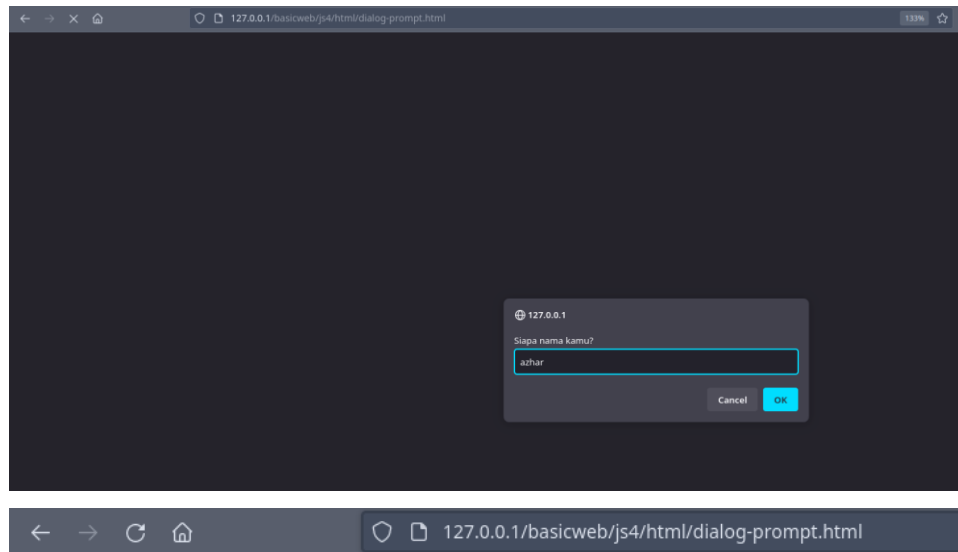 127.0.0.1/basicweb/js4/html/dialog-prompt.html 133%
127.0.0.1
Siapa nama kamu?
azhar
Cancel OK
127.0.0.1/basicweb/js4/html/dialog-prompt.html